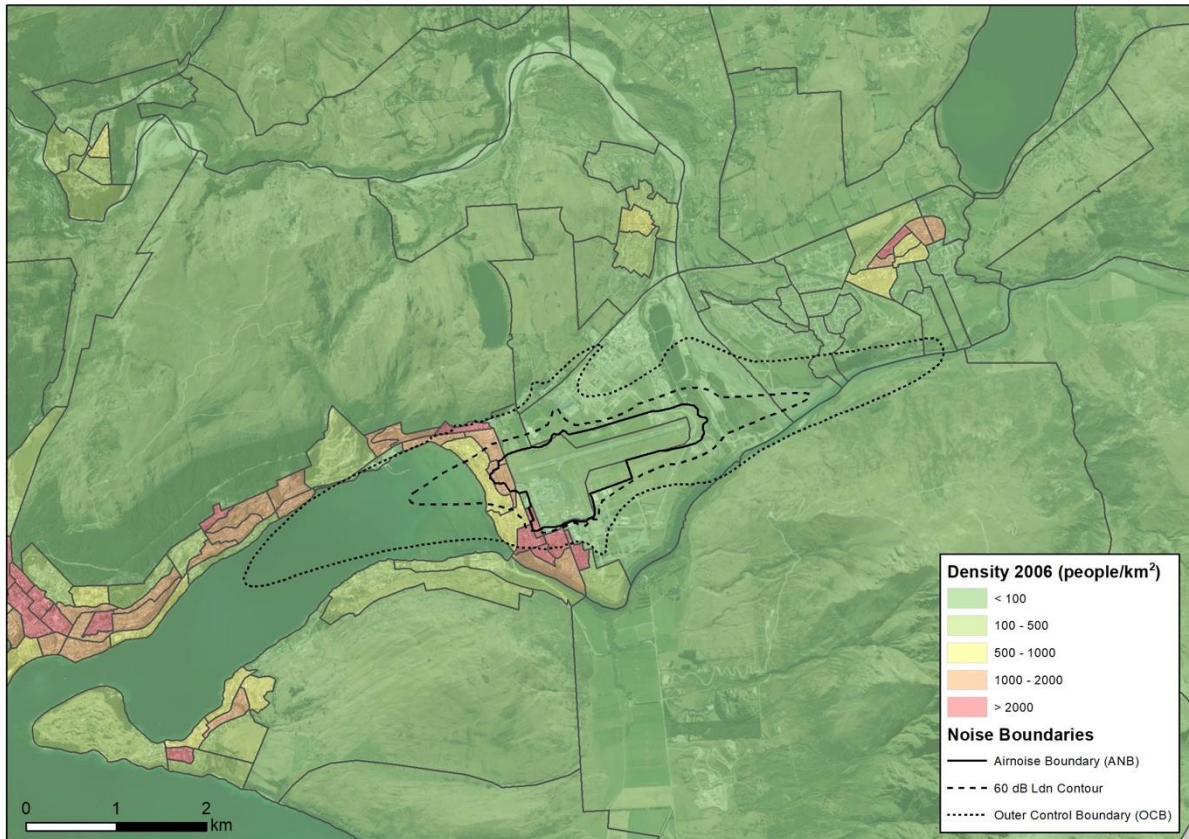 Density 2006 (people/km²)
< 100
100 - 500
500 - 1000
1000 - 2000
> 2000
Noise Boundaries
Airnoise Boundary (ANB)
60 dB Ldn Contour
Outer Control Boundary (OCB)
0 1 2
km